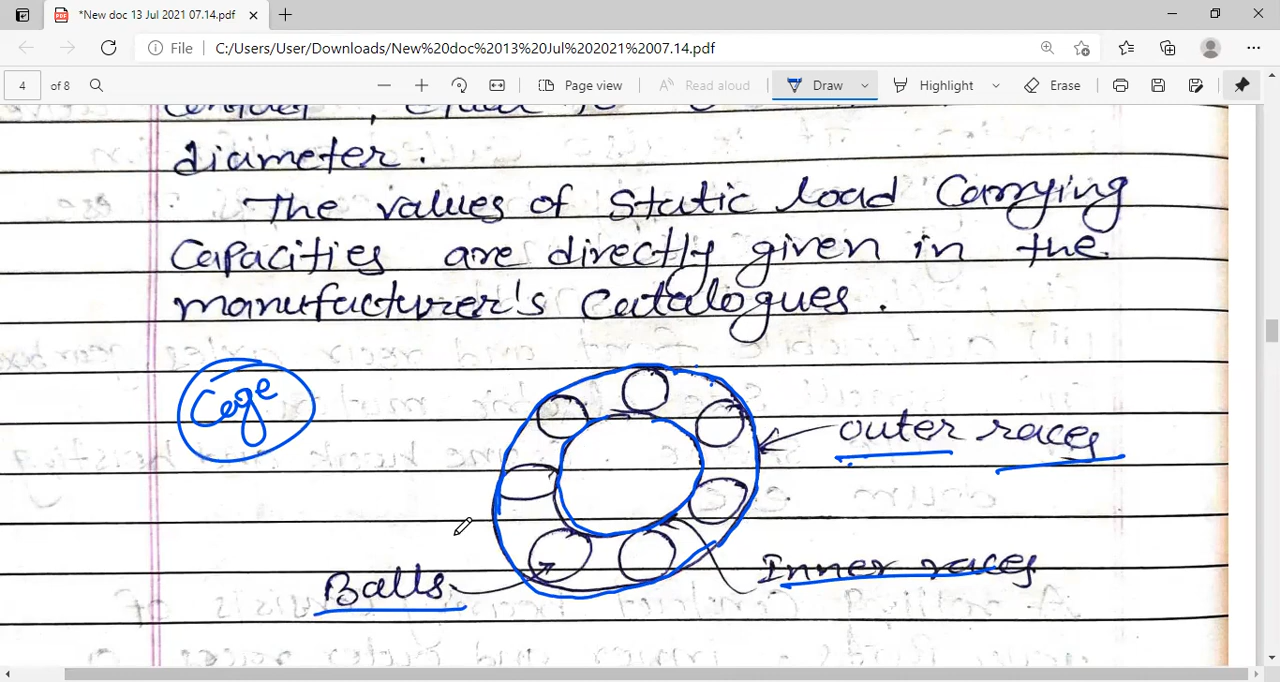 *New doc 13 Jul 2021 07.14.pdf
File C:/Users/User/Downloads/New%20doc%2013%20Jul%202021%2007.14.pdf
4 of 8 Page view Read aloud Draw Highlight Erase
diameter.
The values of Static load Carrying
Capacities are directly given in the
manufacturer's Catalogues.
Cage
outer races
Inner races
Balls